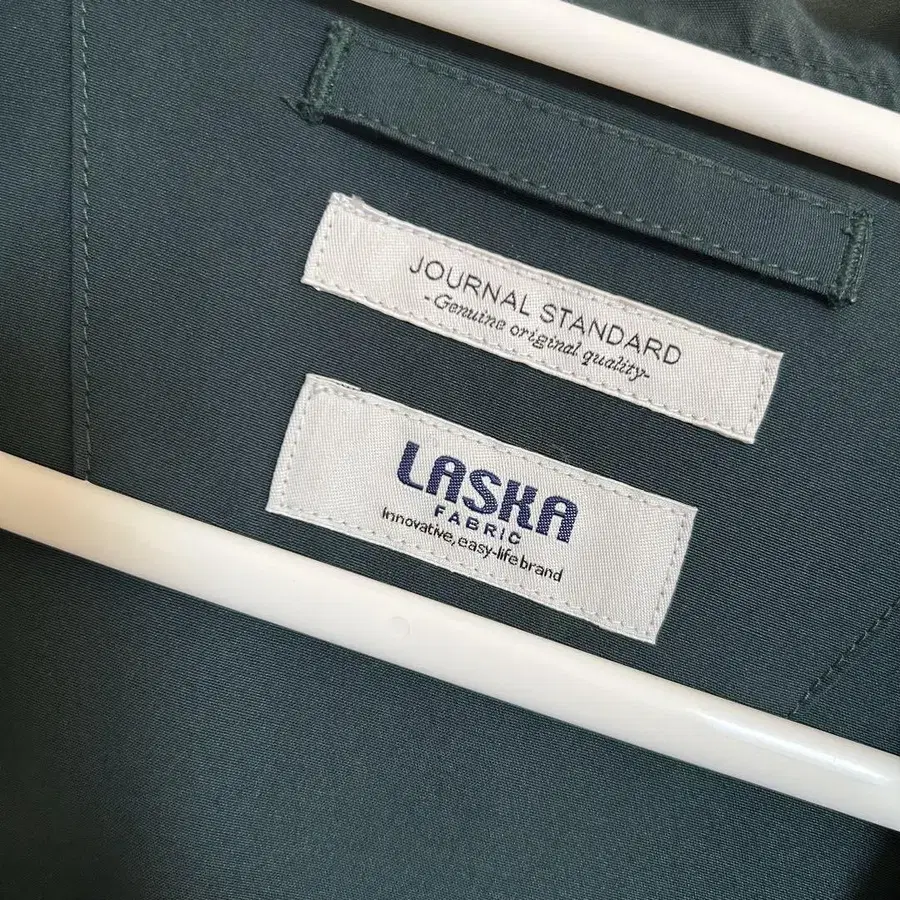 JOURNAL STANDARD
-Genuine original quality-
LASKA
FABRIC
Innovative, easy-life brand